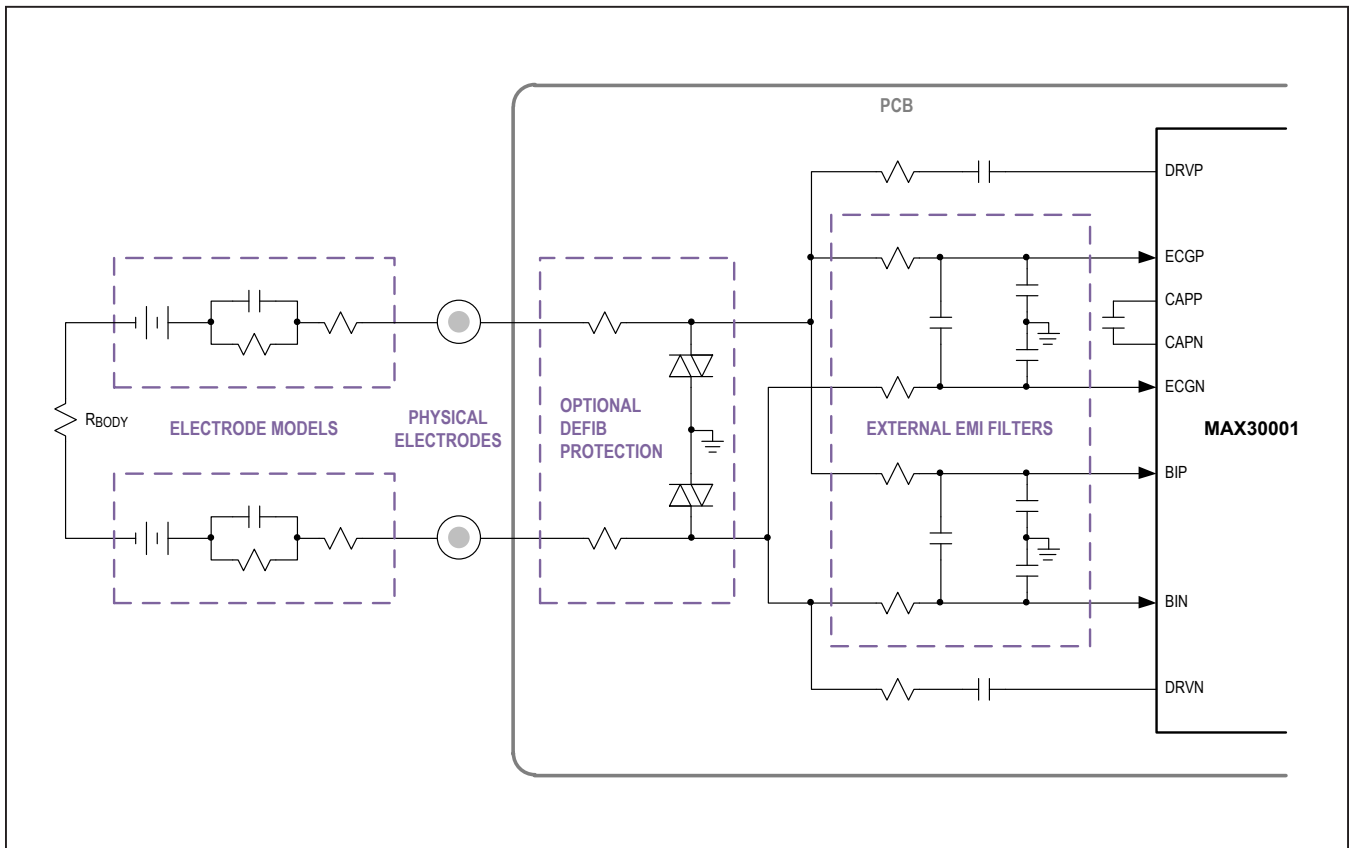 PCB
DRVP
ECGP
CAPP
CAPN
ECGN
MAX30001
BIP
BIN
DRVN
RBODY
ELECTRODE MODELS
PHYSICAL
ELECTRODES
OPTIONAL
DEFIB
PROTECTION
EXTERNAL EMI FILTERS